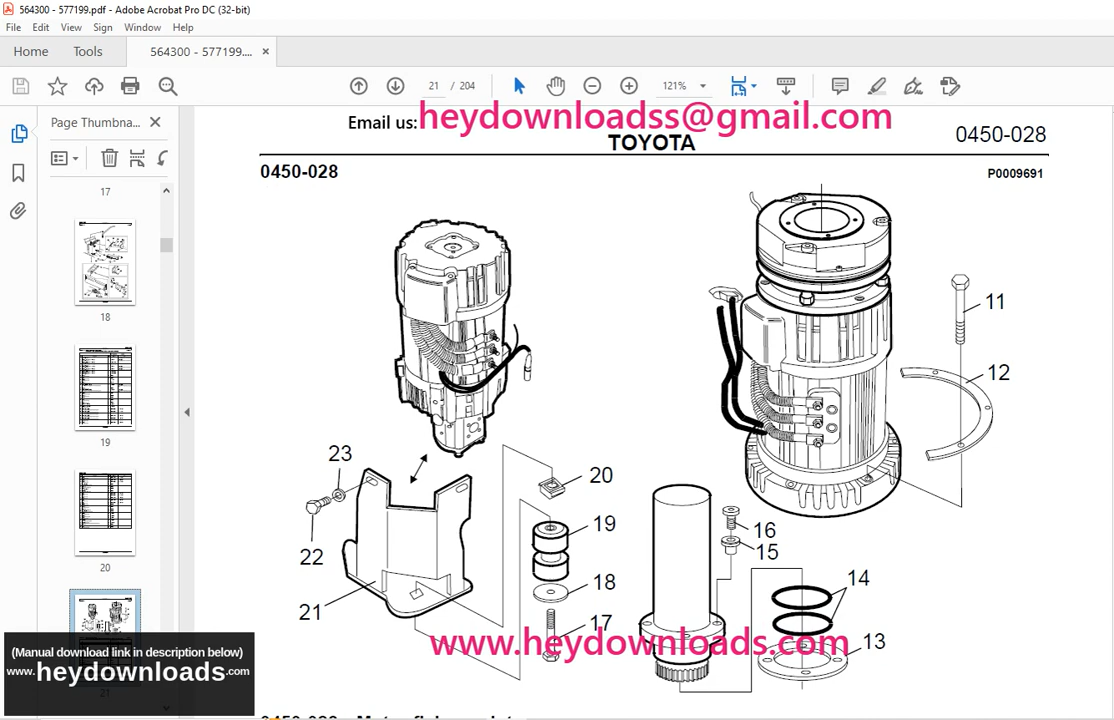 564300 - 577199.pdf - Adobe Acrobat Pro DC (32-bit)
File Edit View Sign Window Help
Home Tools 564300 - 577199.... ×
21 / 204 121%
Page Thumbna...
17
18
19
20
21
Email us: heydownloadss@gmail.com
TOYOTA 0450-028
0450-028 P0009691
11
12
23
20
22
19
16
15
18
14
21
17
13
www.heydownloads.com
(Manual download link in description below)
www.heydownloads.com